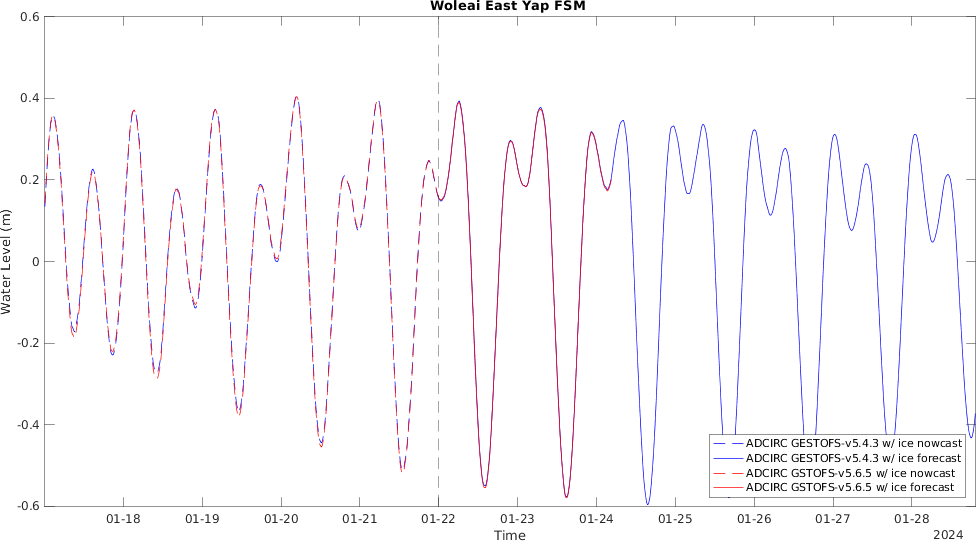 Woleai East Yap FSM
0.6
0.4
0.2
0
-0.2
-0.4
-0.6
Water Level (m)
ADCIRC GESTOFS-v5.4.3 w/ ice nowcast
ADCIRC GESTOFS-v5.4.3 w/ ice forecast
ADCIRC GSTOFS-v5.6.5 w/ ice nowcast
ADCIRC GSTOFS-v5.6.5 w/ ice forecast
01-18 01-19 01-20 01-21 01-22 01-23 01-24 01-25 01-26 01-27 01-28
Time
2024